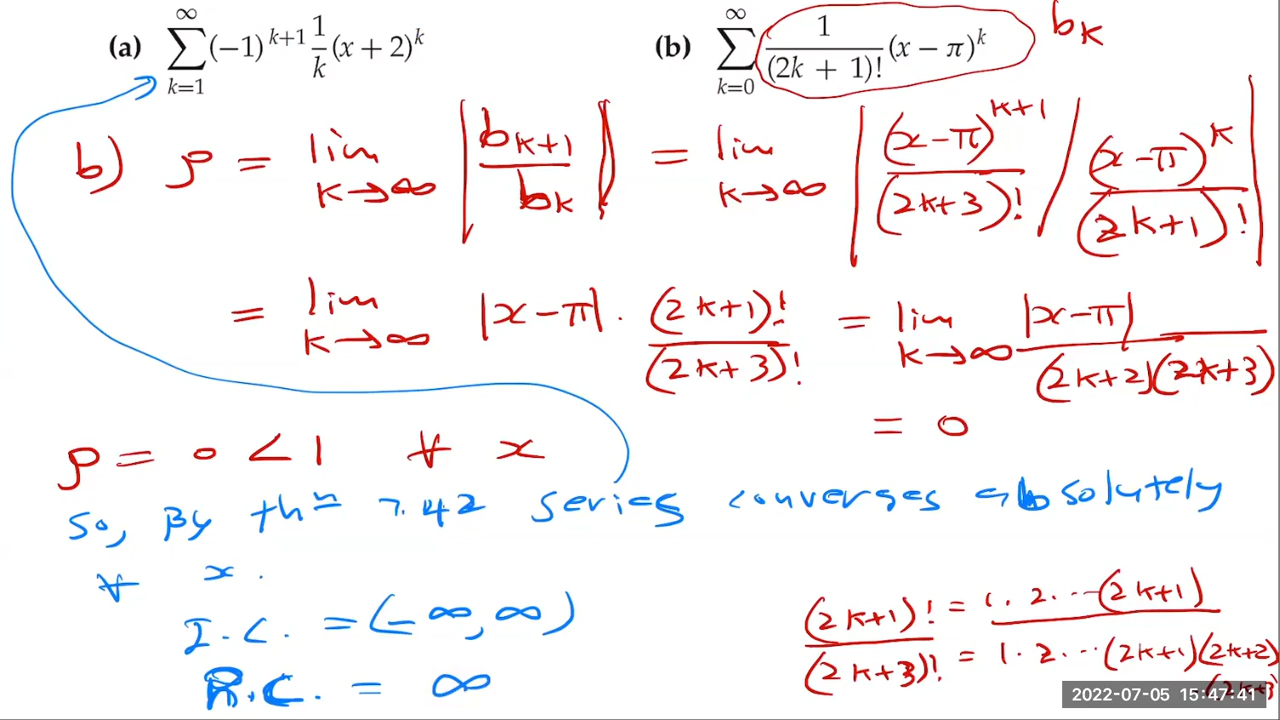 (a) ∑_{k=1}^{∞} (−1)^{k+1} 1/k (x + 2)^k (b) ∑_{k=0}^{∞} 1/(2k + 1)! (x − π)^k b_k
b) ρ = lim_{k→∞} |b_{k+1}/b_k| = lim_{k→∞} |(x−π)^{k+1}/(2k+3)! / (x−π)^k/(2k+1)!|
= lim_{k→∞} |x−π| · (2k+1)!/(2k+3)! = lim_{k→∞} |x−π|/(2k+2)(2k+3)
= 0
ρ = 0 < 1 ∀ x
so, By thm 7.42 series converges absolutely
∀ x.
I.C. = (−∞, ∞)
R.C. = ∞
(2k+1)!/(2k+3)! = 1·2···(2k+1) / = 1·2···(2k+1)(2k+2)
(2k+3)
2022-07-05 15:47:41